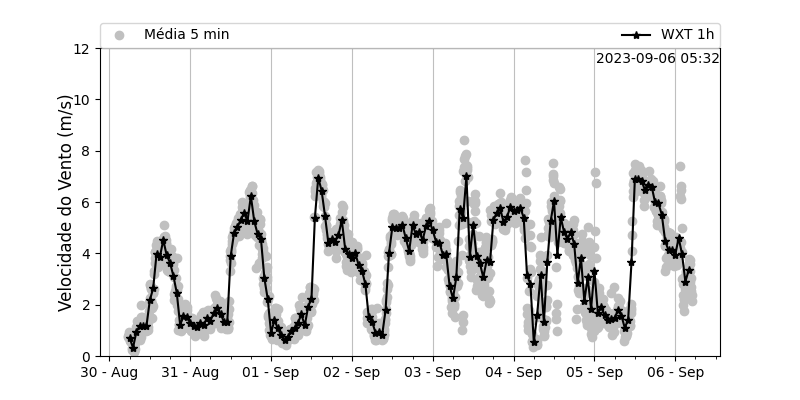 Média 5 min
WXT 1h
2023-09-06 05:32
Velocidade do Vento (m/s)
12
10
8
6
4
2
0
30 - Aug
31 - Aug
01 - Sep
02 - Sep
03 - Sep
04 - Sep
05 - Sep
06 - Sep